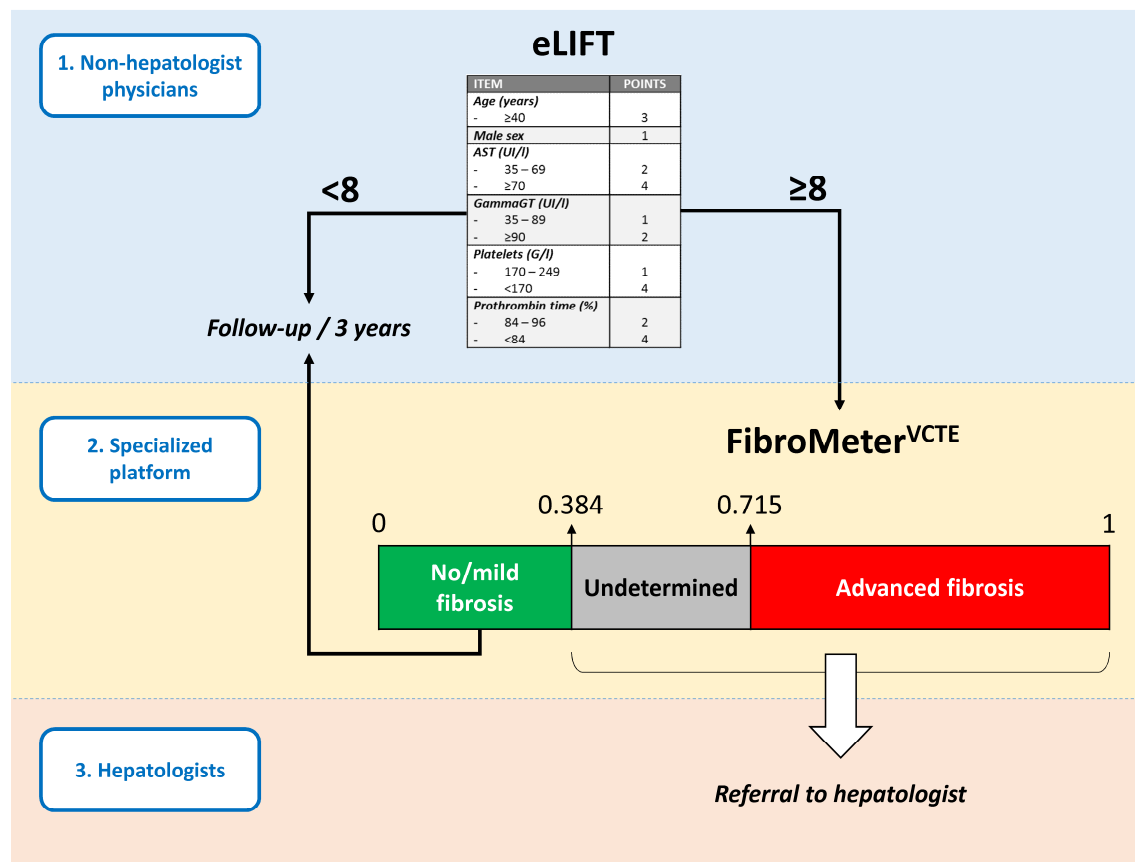 eLIFT
1. Non-hepatologist
physicians
ITEM POINTS
Age (years)
- ≥40 3
Male sex 1
AST (UI/l)
- 35 – 69 2
- ≥70 4
<8
≥8
GammaGT (UI/l)
- 35 – 89 1
- ≥90 2
Platelets (G/l)
- 170 – 249 1
- <170 4
Prothrombin time (%)
- 84 – 96 2
- <84 4
Follow-up / 3 years
2. Specialized
platform
FibroMeterVCTE
0 0.384 0.715 1
No/mild
fibrosis
Undetermined
Advanced fibrosis
3. Hepatologists
Referral to hepatologist